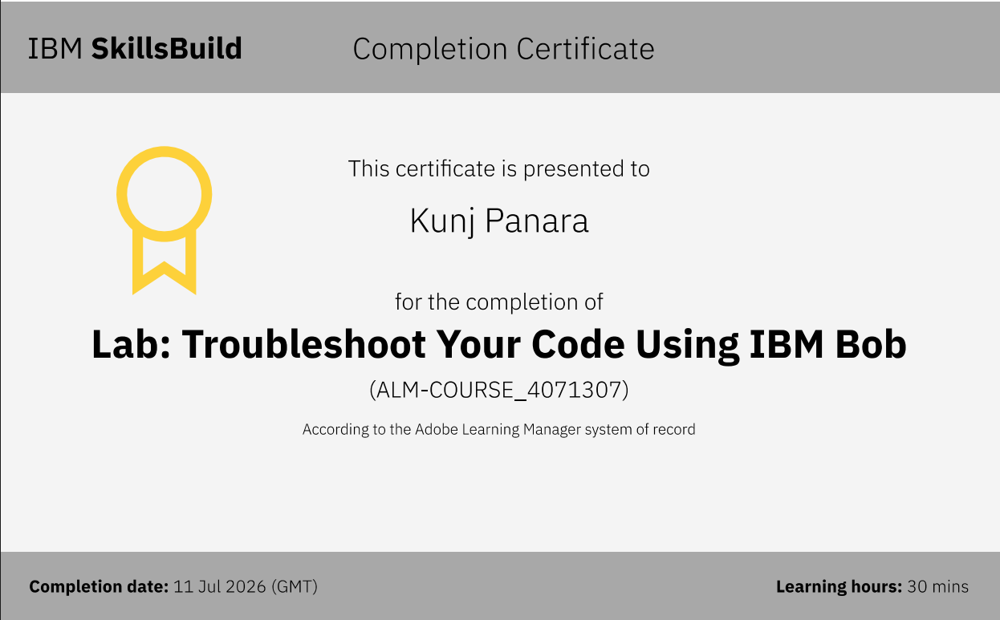 IBM SkillsBuild
Completion Certificate
This certificate is presented to
Kunj Panara
for the completion of
Lab: Troubleshoot Your Code Using IBM Bob
(ALM-COURSE_4071307)
According to the Adobe Learning Manager system of record
Completion date: 11 Jul 2026 (GMT)
Learning hours: 30 mins